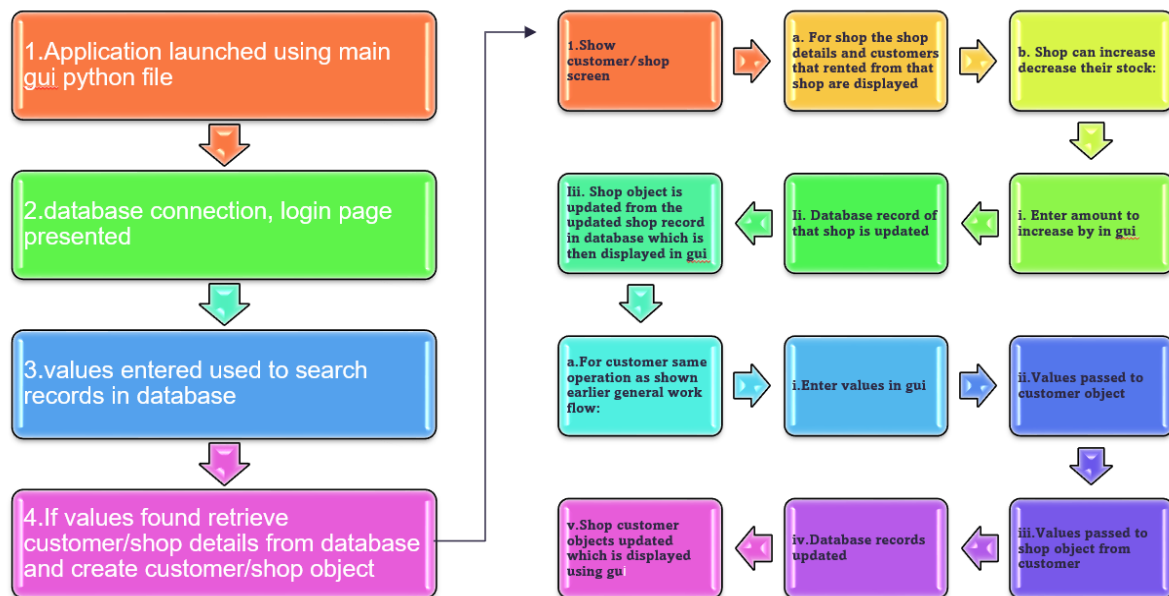 1.Application launched using main
gui python file
2.database connection, login page
presented
3.values entered used to search
records in database
4.If values found retrieve
customer/shop details from database
and create customer/shop object
1.Show
customer/shop
screen
a. For shop the shop
details and customers
that rented from that
shop are displayed
b. Shop can increase
decrease their stock:
i. Enter amount to
increase by in gui
Ii. Database record of
that shop is updated
Iii. Shop object is
updated from the
updated shop record
in database which is
then displayed in gui
a.For customer same
operation as shown
earlier general work
flow:
i.Enter values in gui
ii.Values passed to
customer object
iii.Values passed to
shop object from
customer
iv.Database records
updated
v.Shop customer
objects updated
which is displayed
using gui